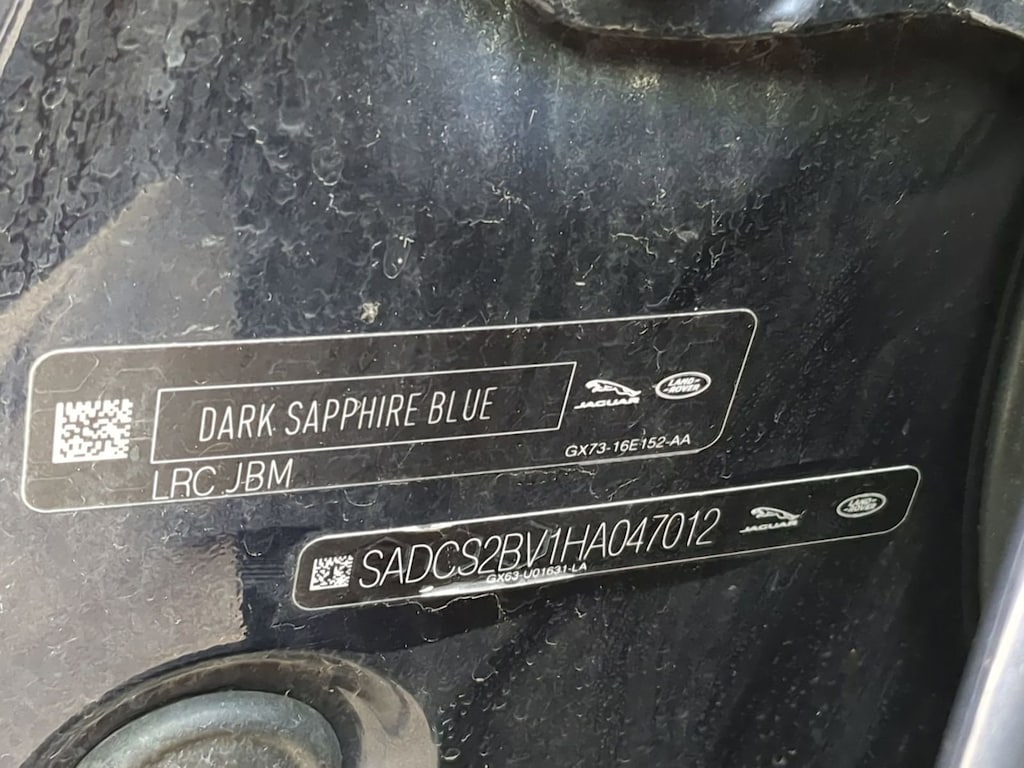 DARK SAPPHIRE BLUE
JAGUAR
LAND-
-ROVER
GX73-16E152-AA
LRC JBM
SADCS2BV1HA047012
GX63-U01631-LA
JAGUAR
LAND-
-ROVER